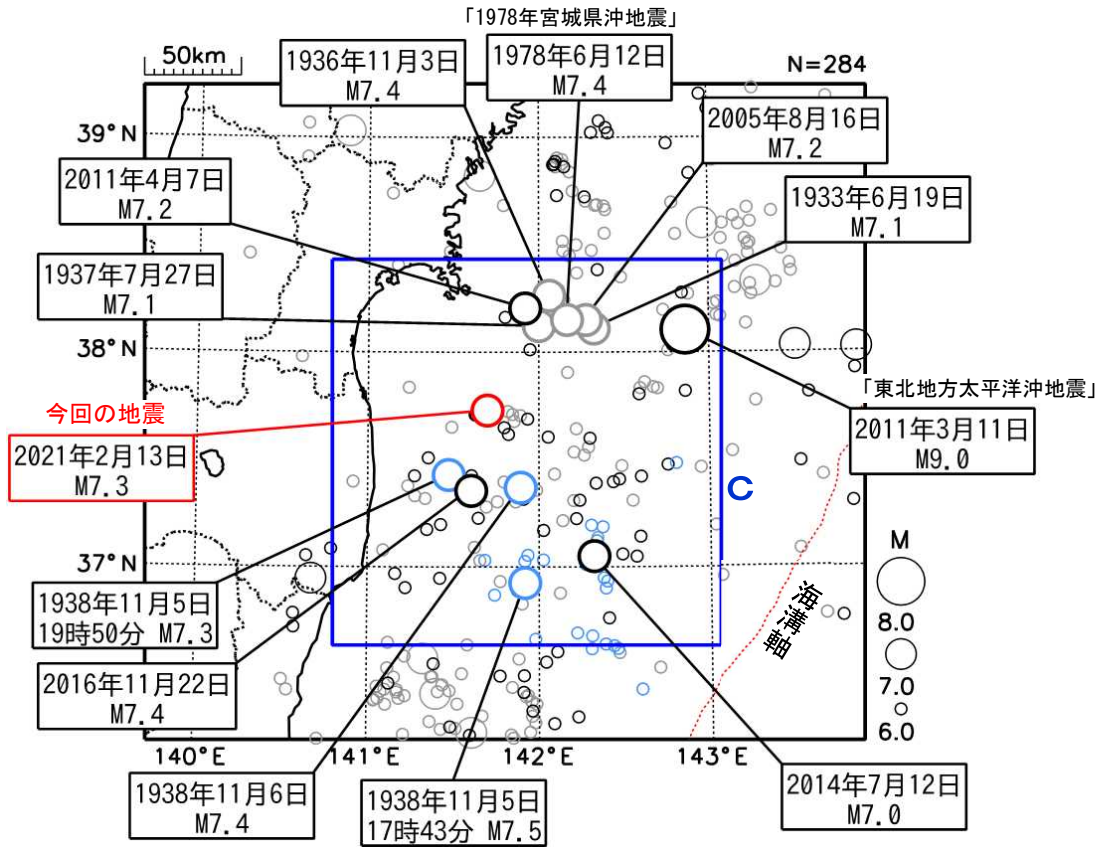 「1978年宮城県沖地震」
50km
1936年11月3日
M7.4
1978年6月12日
M7.4
N=284
39°N
2005年8月16日
M7.2
2011年4月7日
M7.2
1933年6月19日
M7.1
1937年7月27日
M7.1
38°N
「東北地方太平洋沖地震」
今回の地震
2011年3月11日
M9.0
2021年2月13日
M7.3
C
37°N
M
8.0
7.0
6.0
海溝軸
1938年11月5日
19時50分 M7.3
2016年11月22日
M7.4
140°E
141°E
142°E
143°E
1938年11月6日
M7.4
1938年11月5日
17時43分 M7.5
2014年7月12日
M7.0